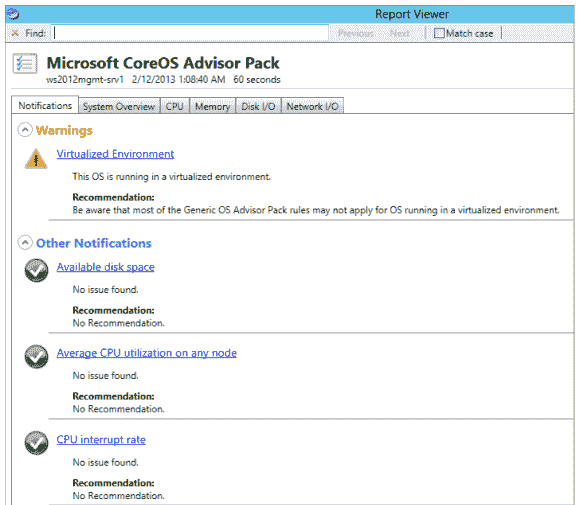 Report Viewer
Find:
Previous Next Match case
Microsoft CoreOS Advisor Pack
ws2012mgmt-srv1 2/12/2013 1:08:40 AM 60 seconds
Notifications System Overview CPU Memory Disk I/O Network I/O
Warnings
Virtualized Environment
This OS is running in a virtualized environment.
Recommendation:
Be aware that most of the Generic OS Advisor Pack rules may not apply for OS running in a virtualized environment.
Other Notifications
Available disk space
No issue found.
Recommendation:
No Recommendation.
Average CPU utilization on any node
No issue found.
Recommendation:
No Recommendation.
CPU interrupt rate
No issue found.
Recommendation:
No Recommendation.